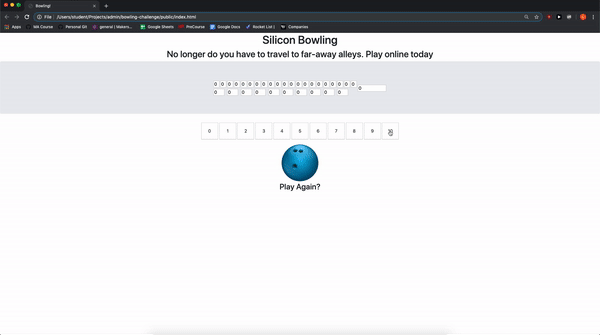 Bowling!
File | /Users/student/Projects/admin/bowling-challenge/public/index.html
Apps MA Course Personal Git general | Makers... Google Sheets ProCourse Google Docs Rocket List | Companies
Silicon Bowling
No longer do you have to travel to far-away alleys. Play online today
0 0 0 0 0 0 0 0 0 0 0 0 0 0 0 0 0 0 0 0 0 0
0 0 0 0 0 0 0 0 0 0
0 1 2 3 4 5 6 7 8 9 10
Play Again?